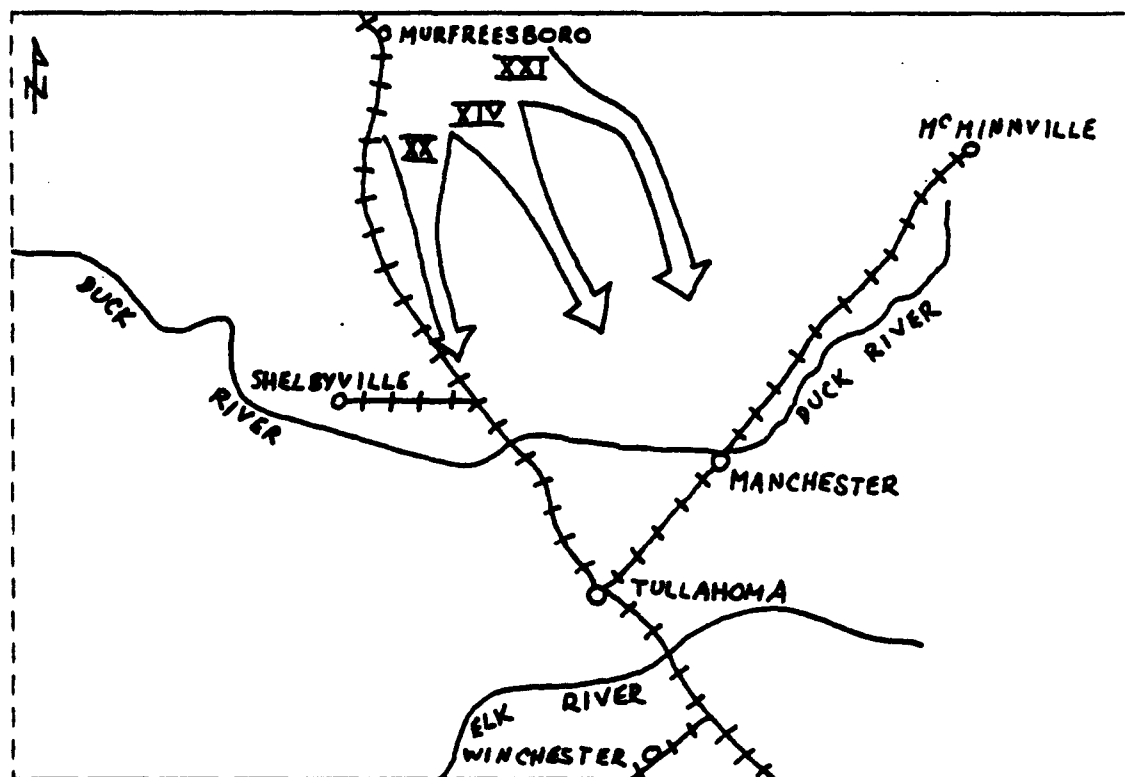 MURFREESBORO
N
XXI
XIV
XX
MCMINNVILLE
DUCK
RIVER
SHELBYVILLE
DUCK RIVER
MANCHESTER
TULLAHOMA
ELK
RIVER
WINCHESTER